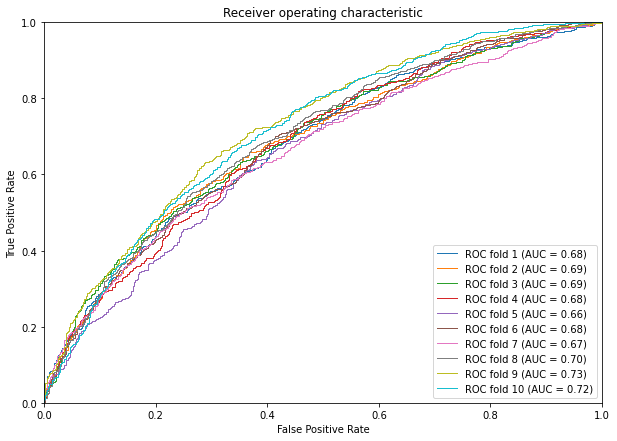 Receiver operating characteristic
1.0
0.8
0.6
0.4
0.2
0.0
True Positive Rate
ROC fold 1 (AUC = 0.68)
ROC fold 2 (AUC = 0.69)
ROC fold 3 (AUC = 0.69)
ROC fold 4 (AUC = 0.68)
ROC fold 5 (AUC = 0.66)
ROC fold 6 (AUC = 0.68)
ROC fold 7 (AUC = 0.67)
ROC fold 8 (AUC = 0.70)
ROC fold 9 (AUC = 0.73)
ROC fold 10 (AUC = 0.72)
0.0 0.2 0.4 0.6 0.8 1.0
False Positive Rate